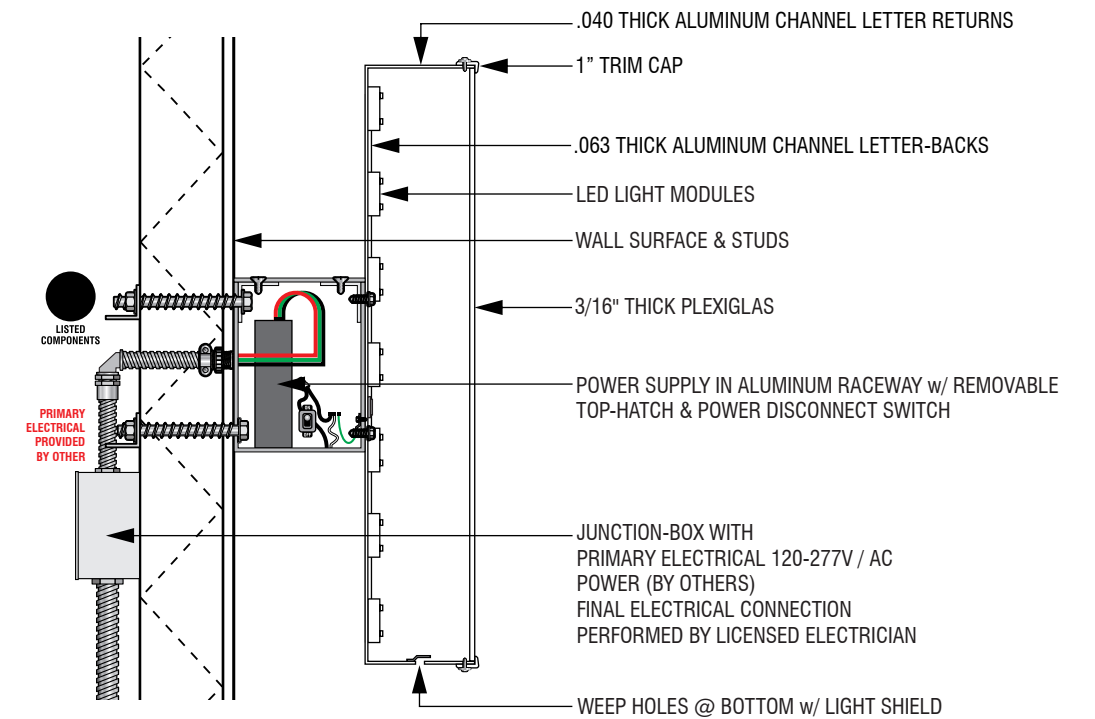 .040 THICK ALUMINUM CHANNEL LETTER RETURNS
1” TRIM CAP
.063 THICK ALUMINUM CHANNEL LETTER-BACKS
LED LIGHT MODULES
WALL SURFACE & STUDS
3/16" THICK PLEXIGLAS
LISTED
COMPONENTS
POWER SUPPLY IN ALUMINUM RACEWAY w/ REMOVABLE
TOP-HATCH & POWER DISCONNECT SWITCH
PRIMARY
ELECTRICAL
PROVIDED
BY OTHER
JUNCTION-BOX WITH
PRIMARY ELECTRICAL 120-277V / AC
POWER (BY OTHERS)
FINAL ELECTRICAL CONNECTION
PERFORMED BY LICENSED ELECTRICIAN
WEEP HOLES @ BOTTOM w/ LIGHT SHIELD